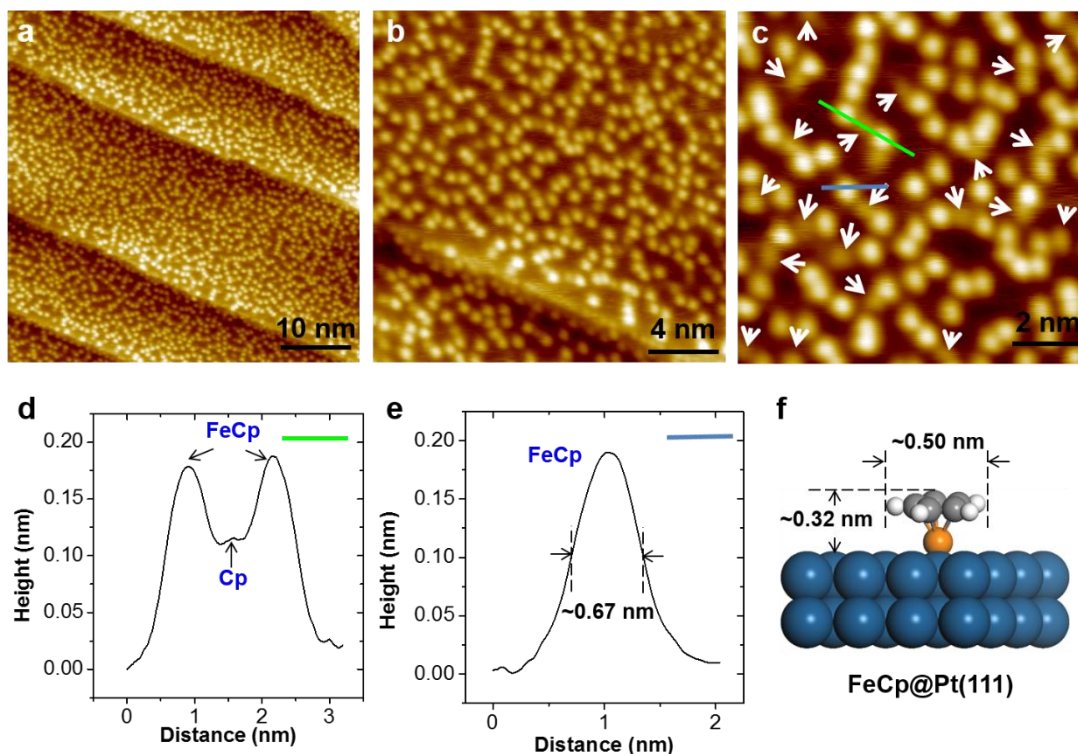 a
b
c
10 nm
4 nm
2 nm
d
FeCp
0.20
0.15
0.10
0.05
0.00
Cp
Height (nm)
0
1
2
3
Distance (nm)
e
FeCp
0.20
0.15
0.10
0.05
0.00
~0.67 nm
Height (nm)
0
1
2
Distance (nm)
f
~0.50 nm
~0.32 nm
FeCp@Pt(111)